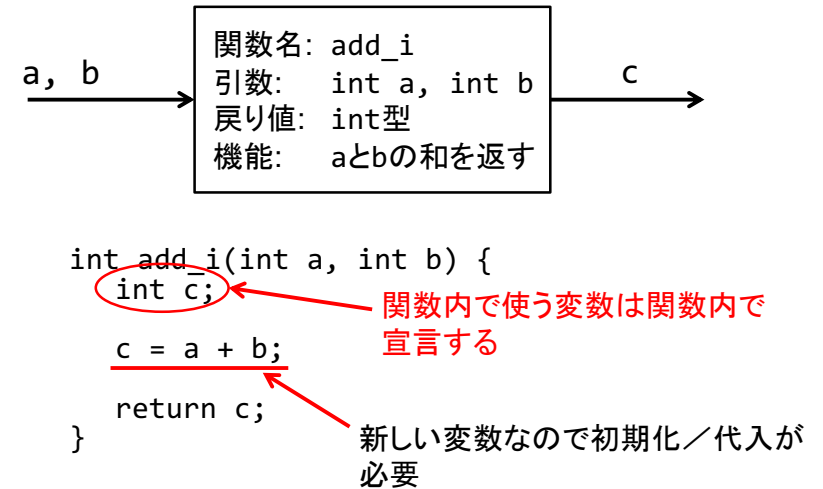 関数名: add_i
a, b
引数: int a, int b
c
戻り値: int型
機能: aとbの和を返す
int add_i(int a, int b) {
int c;
関数内で使う変数は関数内で
宣言する
c = a + b;
return c;
新しい変数なので初期化／代入が
必要
}